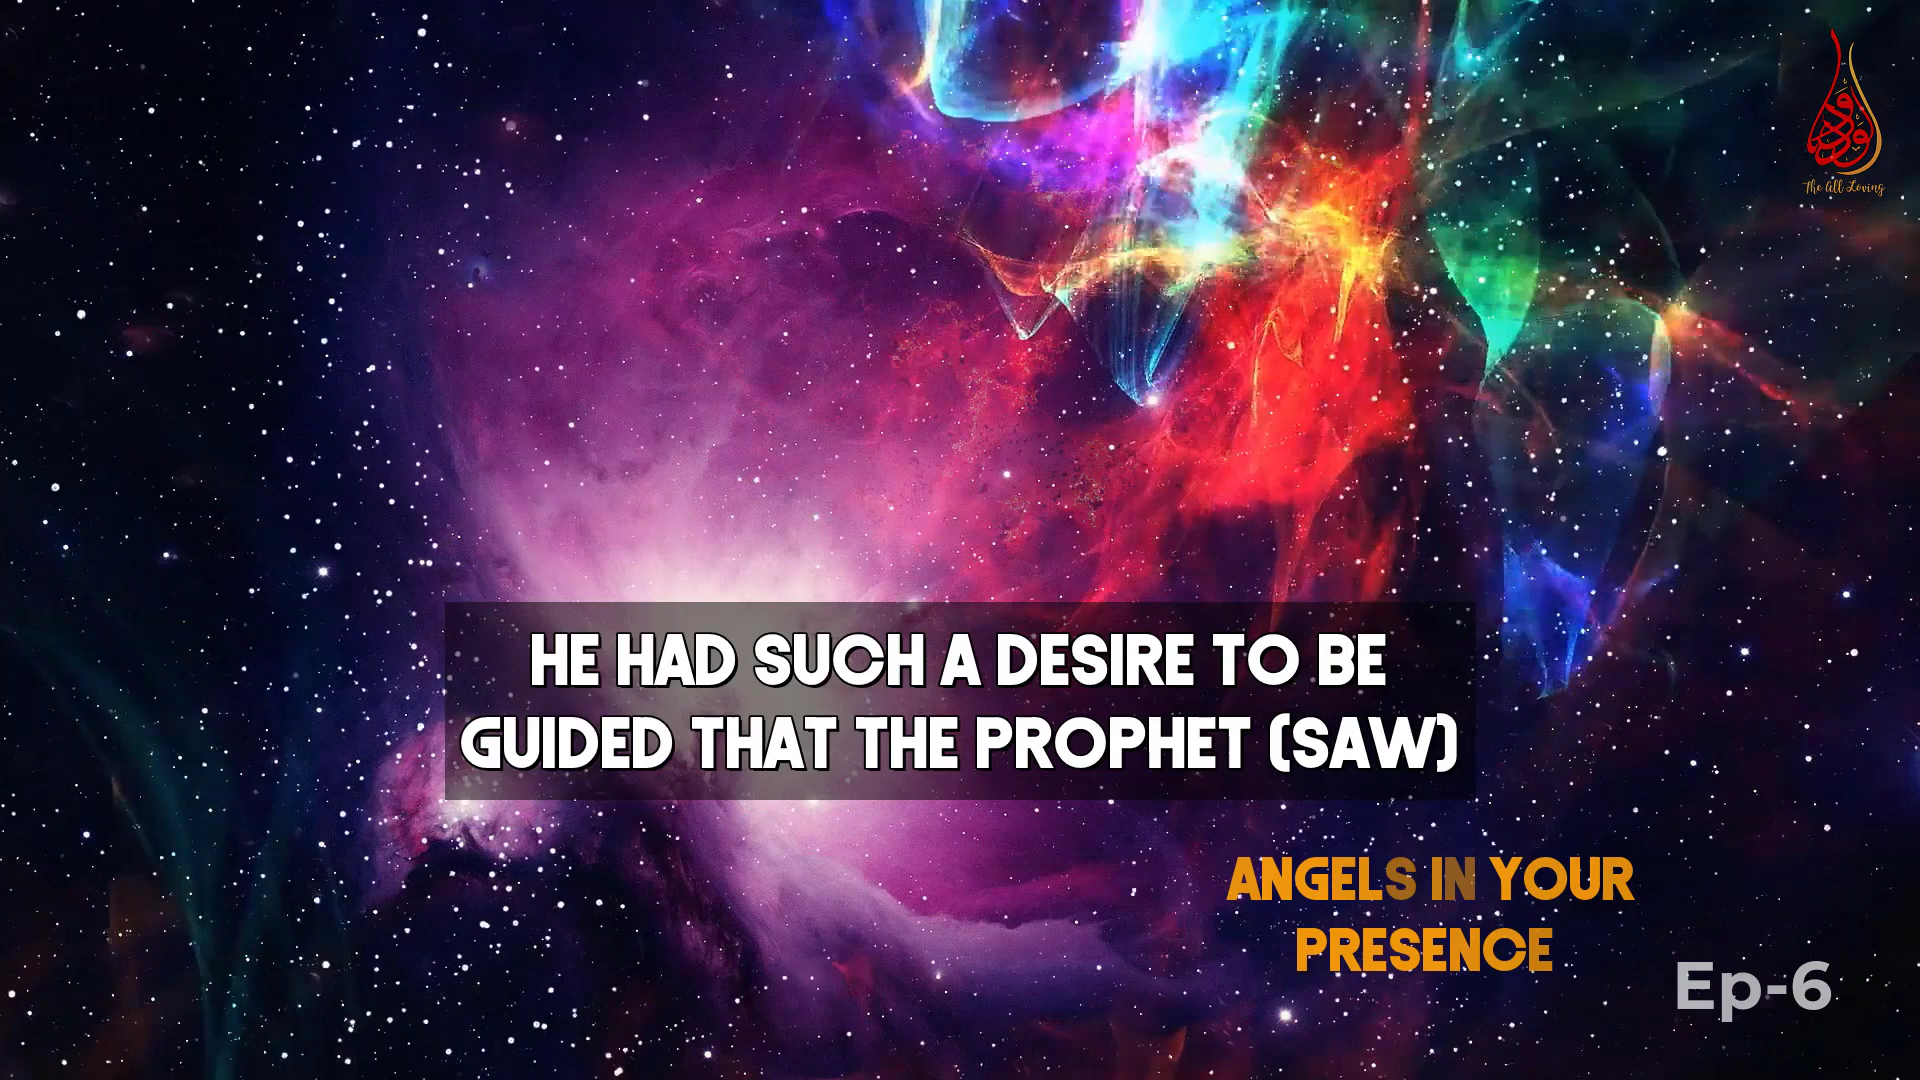 الودود
The All Loving
HE HAD SUCH A DESIRE TO BE
GUIDED THAT THE PROPHET (SAW)
ANGELS IN YOUR
PRESENCE
Ep-6